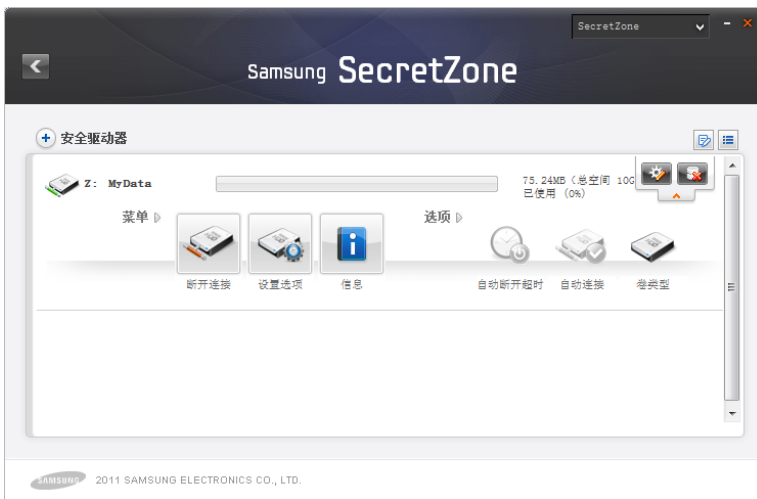 SecretZone
Samsung SecretZone
安全驱动器
Z: MyData
75.24MB（总空间 10G
已使用（0%）
菜单
选项
断开连接
设置选项
信息
自动断开超时
自动连接
卷类型
SAMSUNG
2011 SAMSUNG ELECTRONICS CO., LTD.